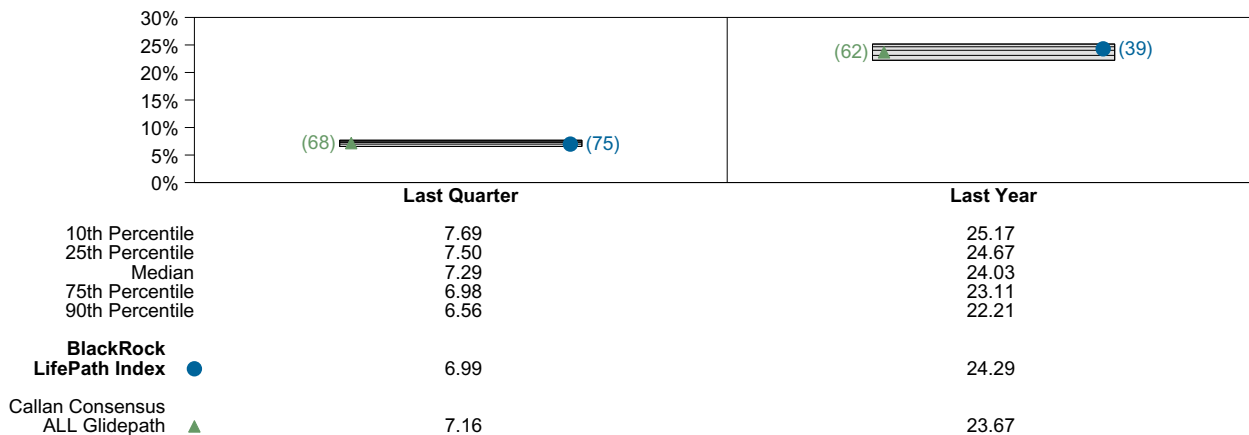 30%
25%
20%
15%
10%
5%
0%
(68)
(75)
(62)
(39)
Last Quarter Last Year
10th Percentile 7.69 25.17
25th Percentile 7.50 24.67
Median 7.29 24.03
75th Percentile 6.98 23.11
90th Percentile 6.56 22.21
BlackRock
LifePath Index 6.99 24.29
Callan Consensus
ALL Glidepath 7.16 23.67